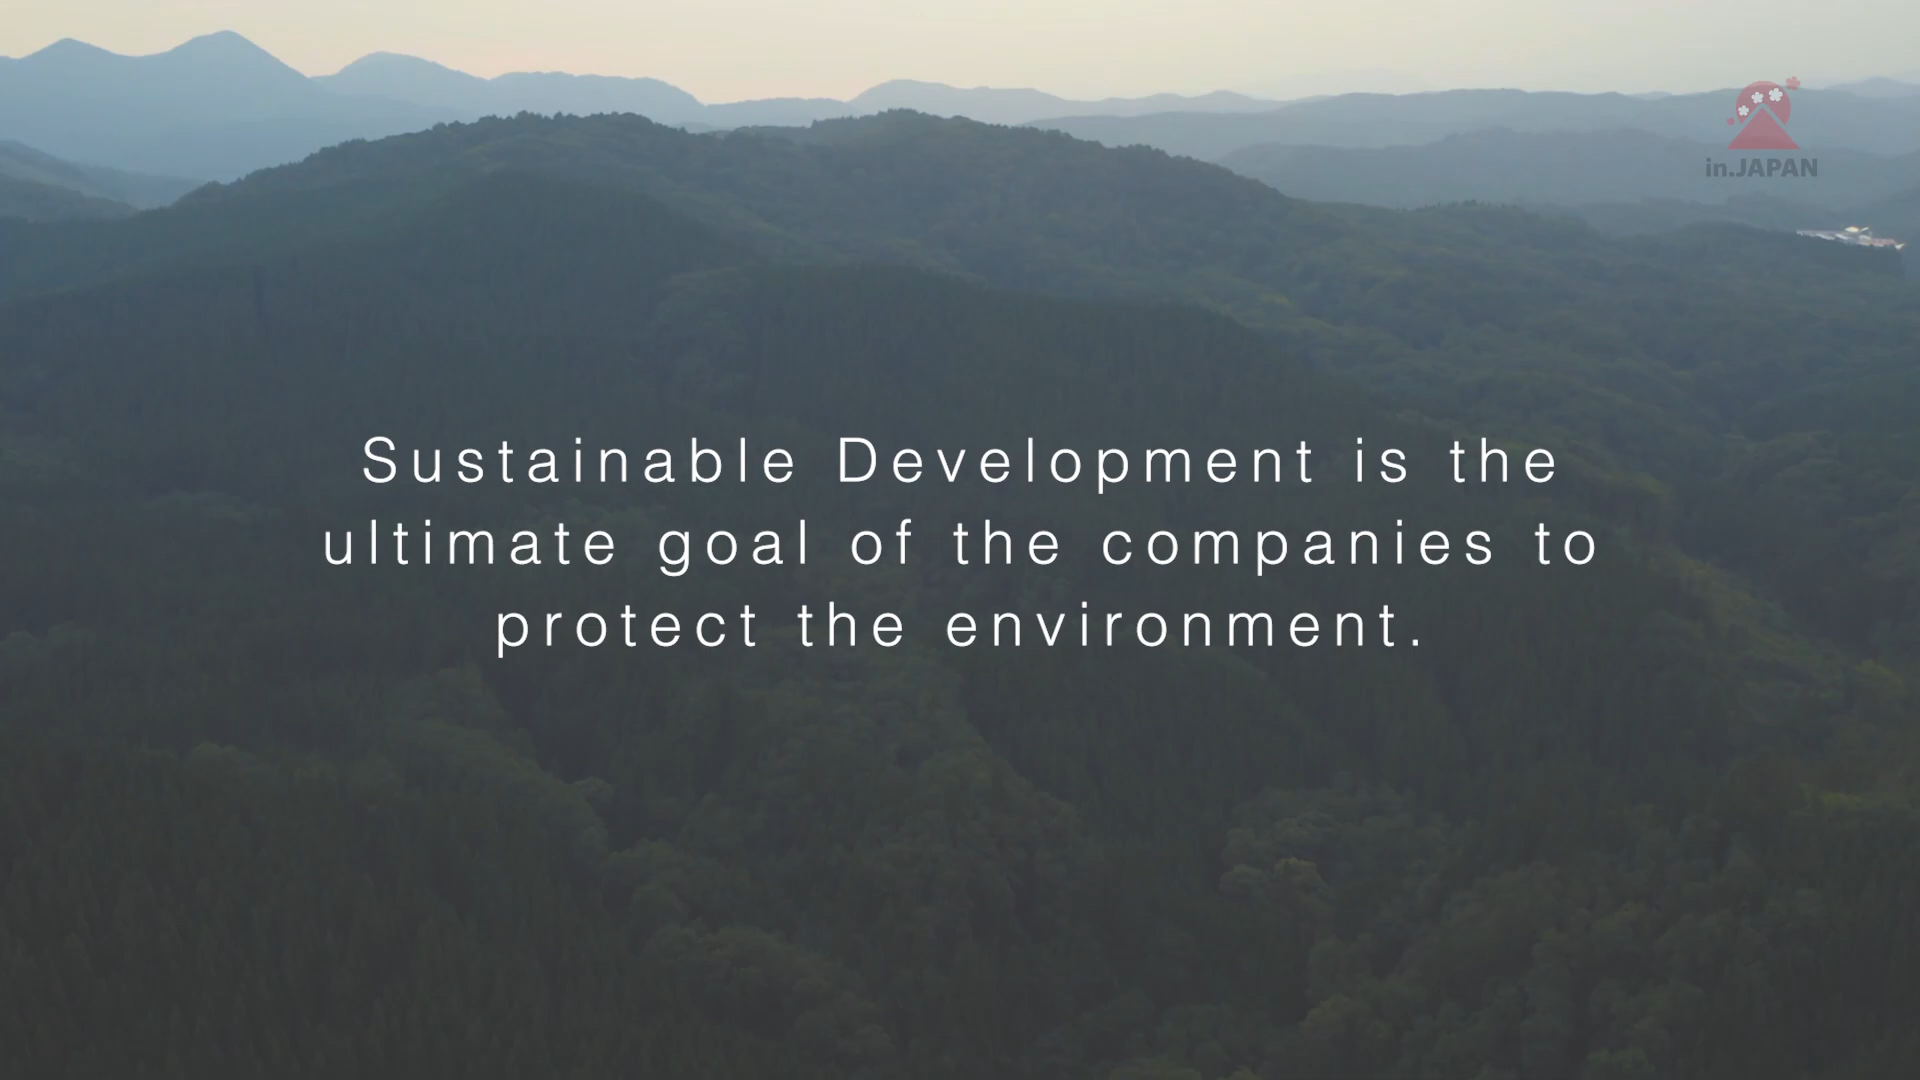 in.JAPAN
Sustainable Development is the
ultimate goal of the companies to
protect the environment.